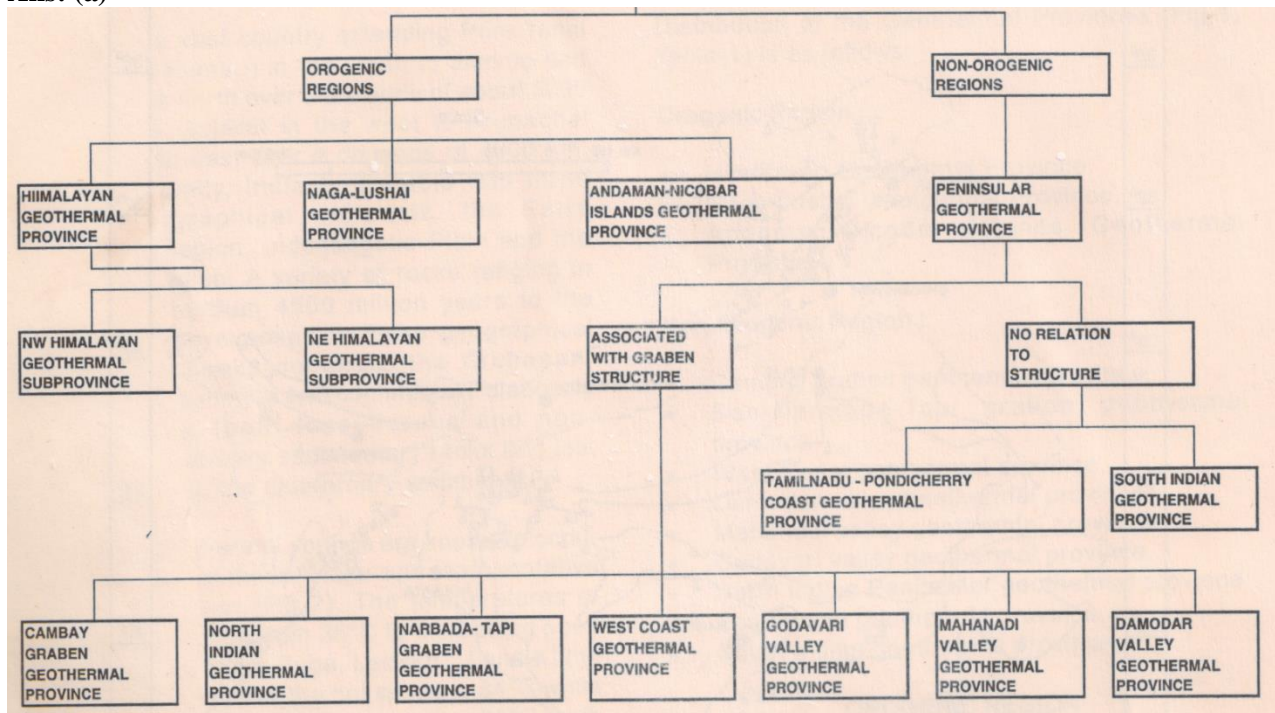 OROGENIC
REGIONS
NON-OROGENIC
REGIONS
HIIMALAYAN
GEOTHERMAL
PROVINCE
NAGA-LUSHAI
GEOTHERMAL
PROVINCE
ANDAMAN-NICOBAR
ISLANDS GEOTHERMAL
PROVINCE
PENINSULAR
GEOTHERMAL
PROVINCE
NW HIMALAYAN
GEOTHERMAL
SUBPROVINCE
NE HIMALAYAN
GEOTHERMAL
SUBPROVINCE
ASSOCIATED
WITH GRABEN
STRUCTURE
NO RELATION
TO
STRUCTURE
TAMILNADU - PONDICHERRY
COAST GEOTHERMAL
PROVINCE
SOUTH INDIAN
GEOTHERMAL
PROVINCE
CAMBAY
GRABEN
GEOTHERMAL
PROVINCE
NORTH
INDIAN
GEOTHERMAL
PROVINCE
NARBADA- TAPI
GRABEN
GEOTHERMAL
PROVINCE
WEST COAST
GEOTHERMAL
PROVINCE
GODAVARI
VALLEY
GEOTHERMAL
PROVINCE
MAHANADI
VALLEY
GEOTHERMAL
PROVINCE
DAMODAR
VALLEY
GEOTHERMAL
PROVINCE